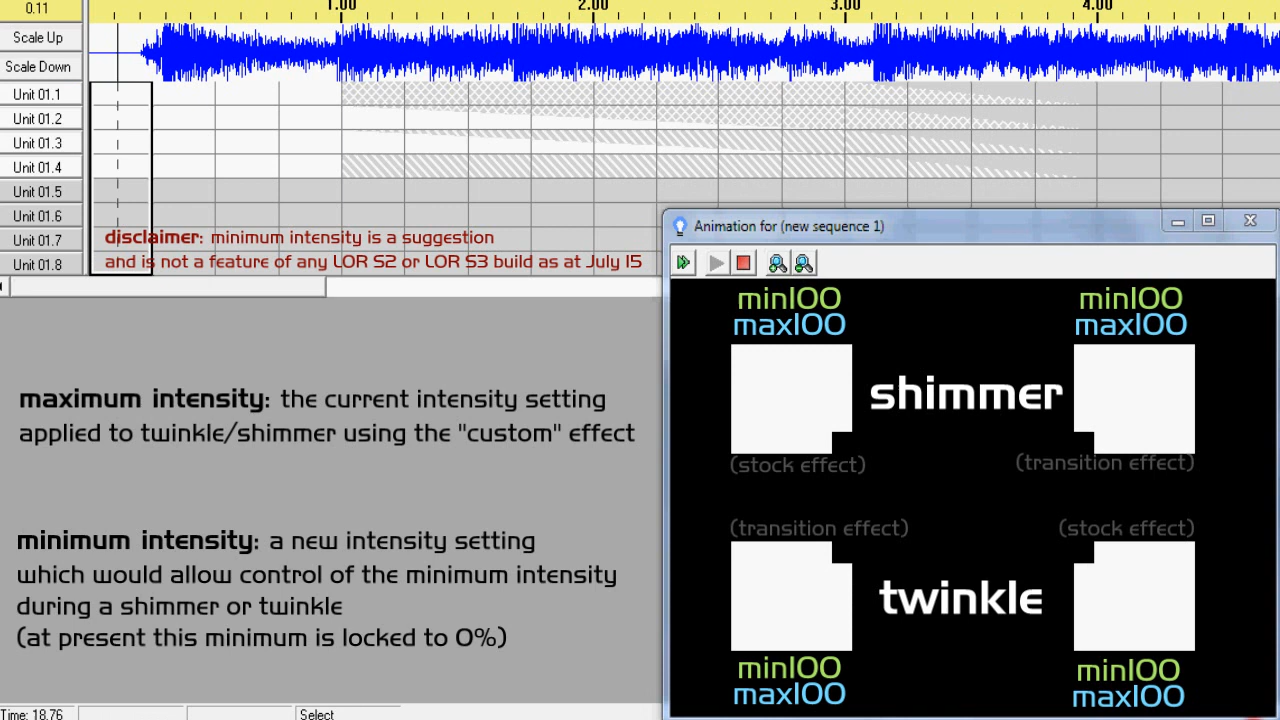 0.11
1.00 2.00 3.00 4.00
Scale Up
Scale Down
Unit 01.1
Unit 01.2
Unit 01.3
Unit 01.4
Unit 01.5
Unit 01.6
Unit 01.7
Unit 01.8
disclaimer: minimum intensity is a suggestion
and is not a feature of any LOR S2 or LOR S3 build as at July 15
maximum intensity: the current intensity setting
applied to twinkle/shimmer using the "custom" effect
minimum intensity: a new intensity setting
which would allow control of the minimum intensity
during a shimmer or twinkle
(at present this minimum is locked to 0%)
Animation for (new sequence 1)
min100 min100
max100 max100
shimmer
(stock effect) (transition effect)
(transition effect) (stock effect)
twinkle
min100 min100
max100 max100
Time: 18.76 Select